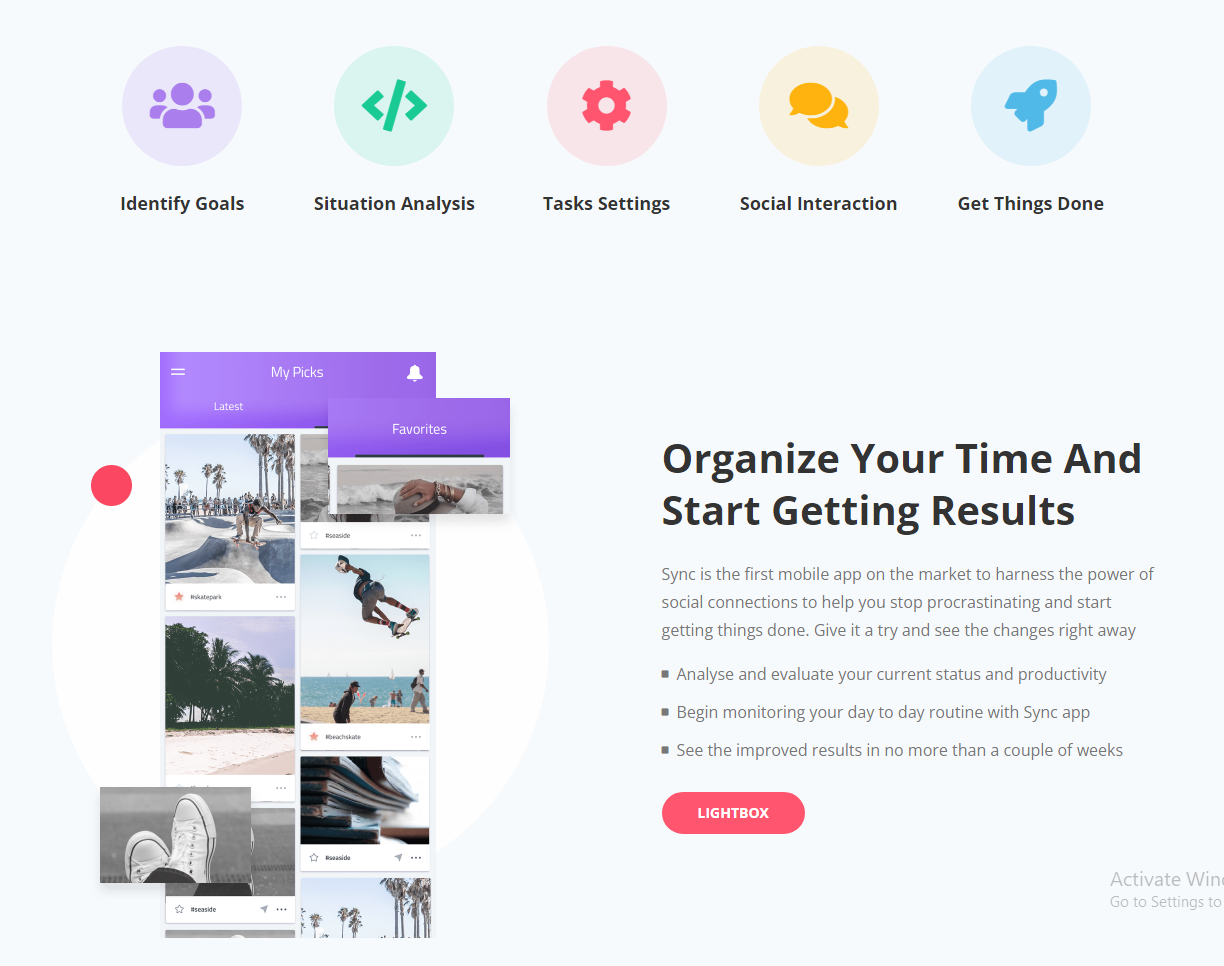 Identify Goals
Situation Analysis
Tasks Settings
Social Interaction
Get Things Done
My Picks
Latest
Favorites
#seaside
#skatepark
#beachskate
#seaside
#seaside
Organize Your Time And
Start Getting Results
Sync is the first mobile app on the market to harness the power of
social connections to help you stop procrastinating and start
getting things done. Give it a try and see the changes right away
Analyse and evaluate your current status and productivity
Begin monitoring your day to day routine with Sync app
See the improved results in no more than a couple of weeks
LIGHTBOX
Activate Win
Go to Settings to